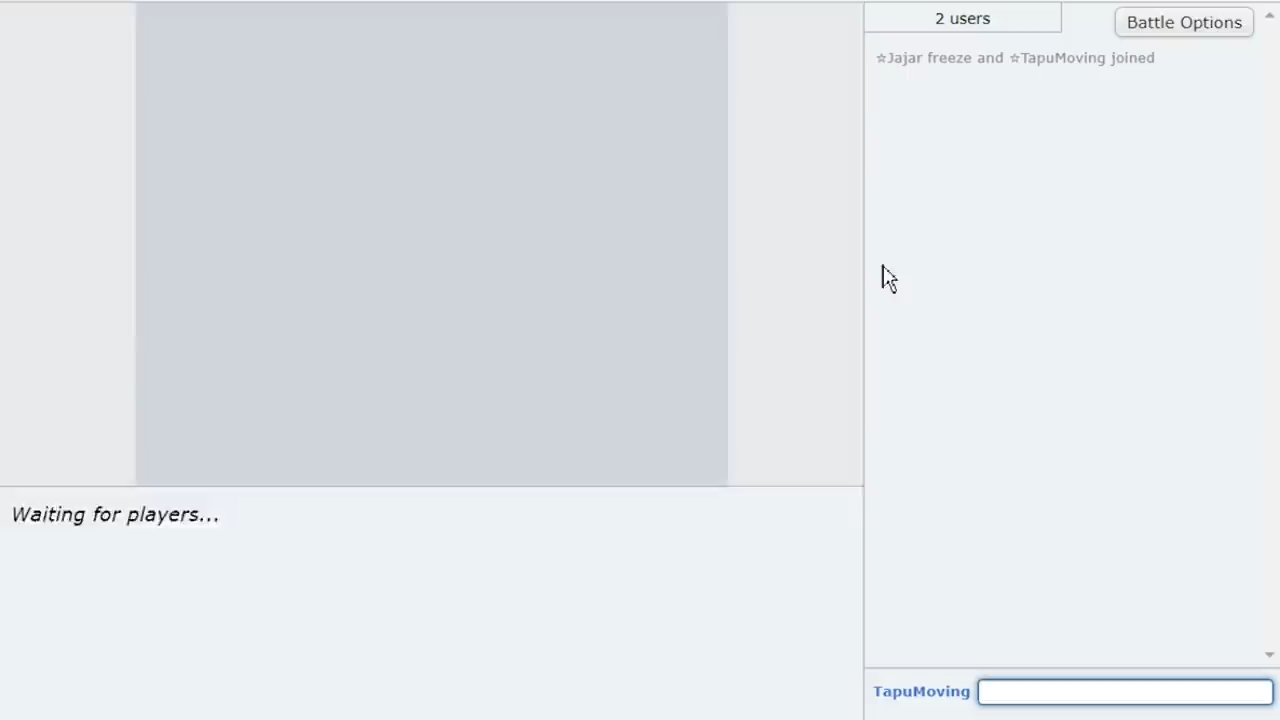 2 users
Battle Options
☆Jajar freeze and ☆TapuMoving joined
Waiting for players...
TapuMoving